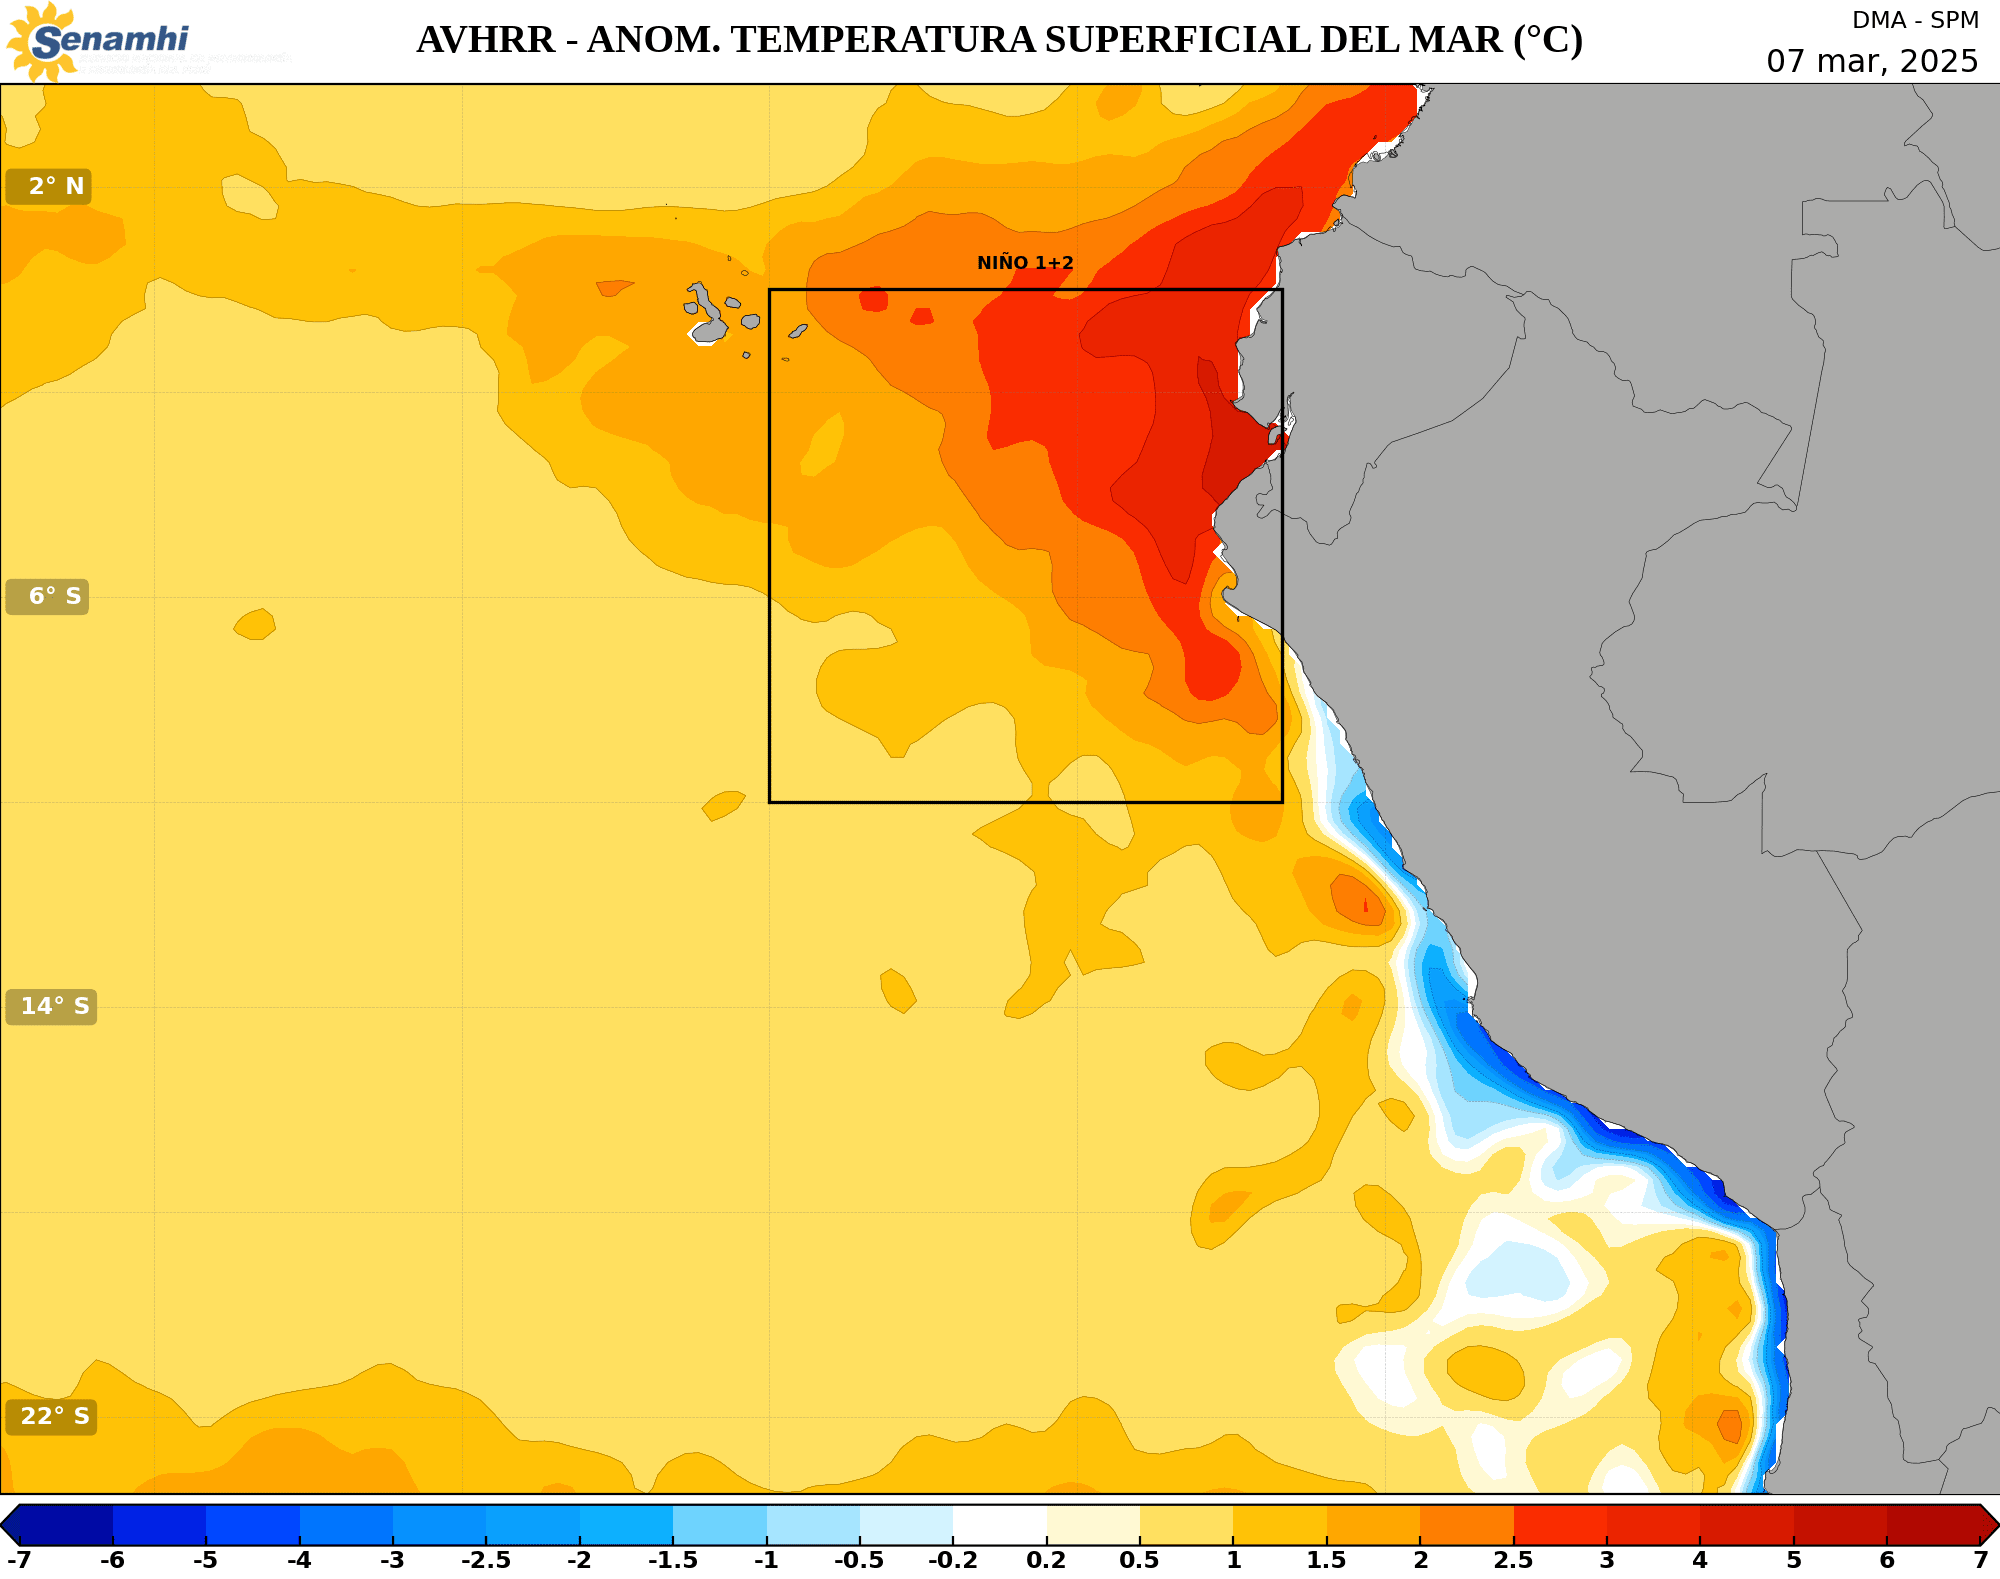 Senamhi
AVHRR - ANOM. TEMPERATURA SUPERFICIAL DEL MAR (°C)
DMA - SPM
07 mar, 2025
2° N
NIÑO 1+2
6° S
14° S
22° S
-7 -6 -5 -4 -3 -2.5 -2 -1.5 -1 -0.5 -0.2 0.2 0.5 1 1.5 2 2.5 3 4 5 6 7